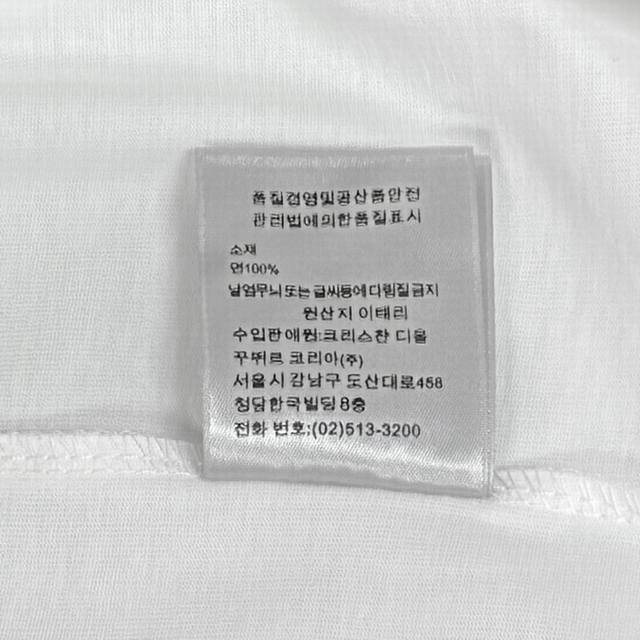 품질경영및공산품안전
관리법에의한품질표시
소재
면100%
날염무늬또는글씨등에다림질금지
원산지 이태리
수입판매원:크리스챤 디올
꾸뛰르 코리아(주)
서울시 강남구 도산대로458
청담한국빌딩 8층
전화 번호:(02)513-3200